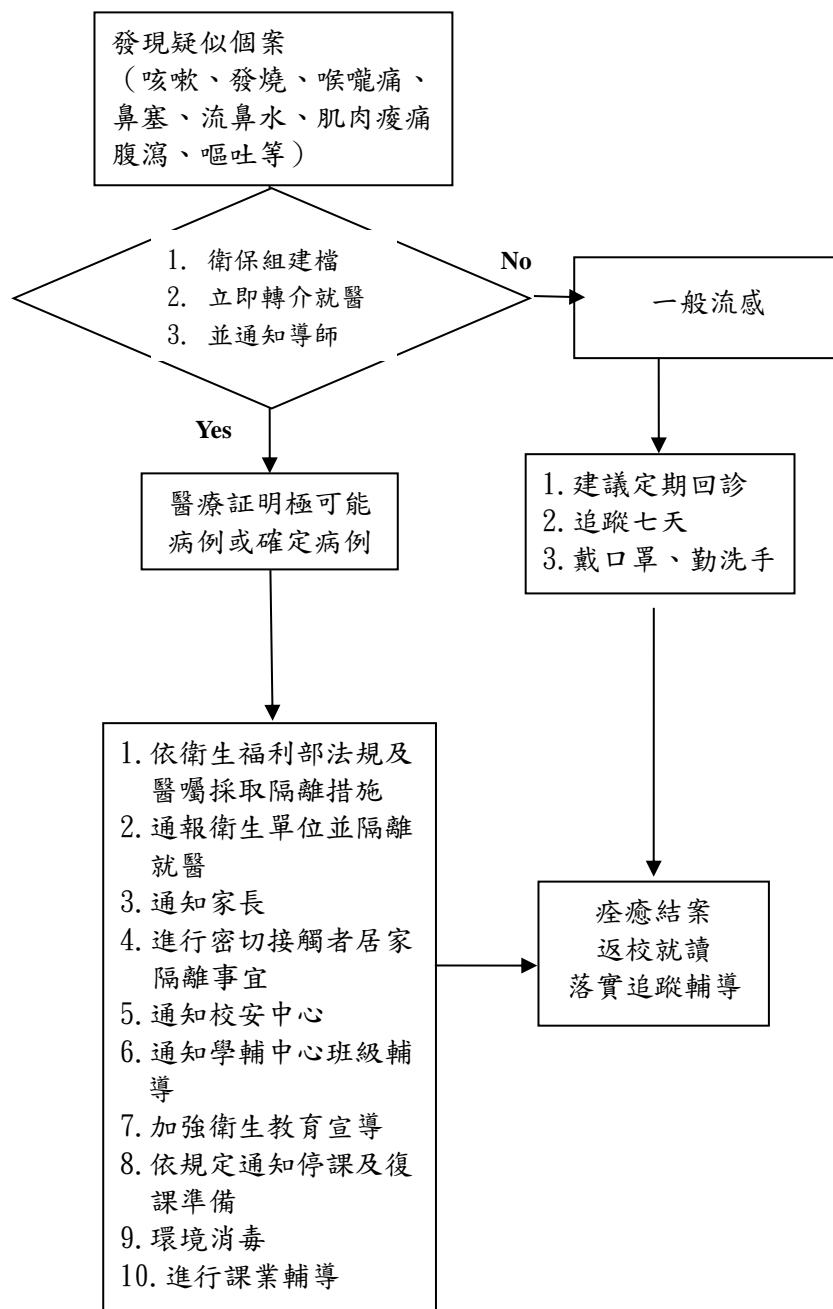 發現疑似個案
（咳嗽、發燒、喉嚨痛、
鼻塞、流鼻水、肌肉痠痛
腹瀉、嘔吐等）
1. 衛保組建檔
2. 立即轉介就醫
3. 並通知導師
No
一般流感
Yes
醫療証明極可能
病例或確定病例
1.建議定期回診
2.追蹤七天
3.戴口罩、勤洗手
1.依衛生福利部法規及
醫囑採取隔離措施
2.通報衛生單位並隔離
就醫
3.通知家長
4.進行密切接觸者居家
隔離事宜
5.通知校安中心
6.通知學輔中心班級輔
導
7.加強衛生教育宣導
8.依規定通知停課及復
課準備
9.環境消毒
10.進行課業輔導
痊癒結案
返校就讀
落實追蹤輔導